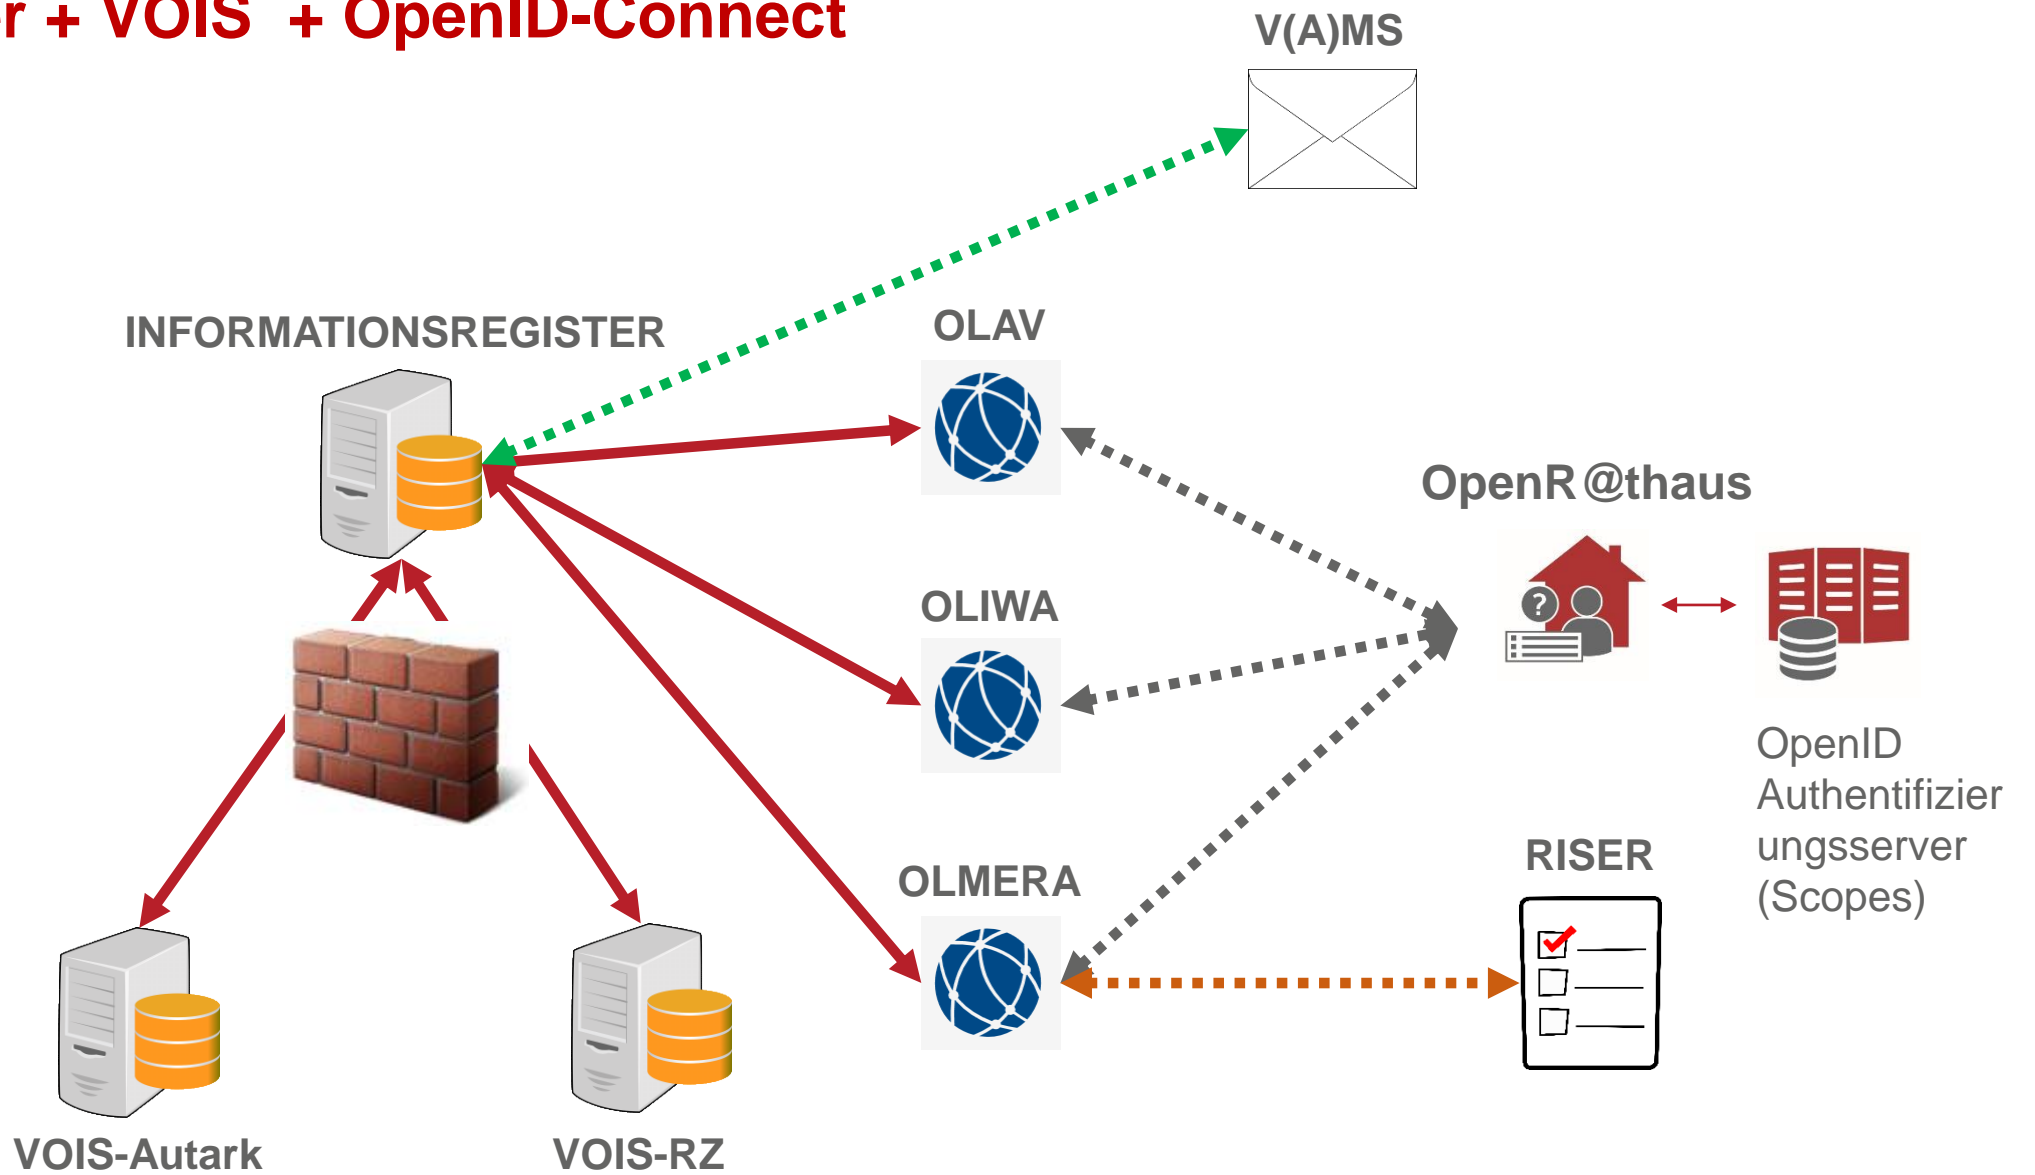 r + VOIS + OpenID-Connect
V(A)MS
INFORMATIONSREGISTER
OLAV
OpenR@thaus
?
OLIWA
OpenID
Authentifizier
ungsserver
(Scopes)
RISER
OLMERA
VOIS-Autark
VOIS-RZ